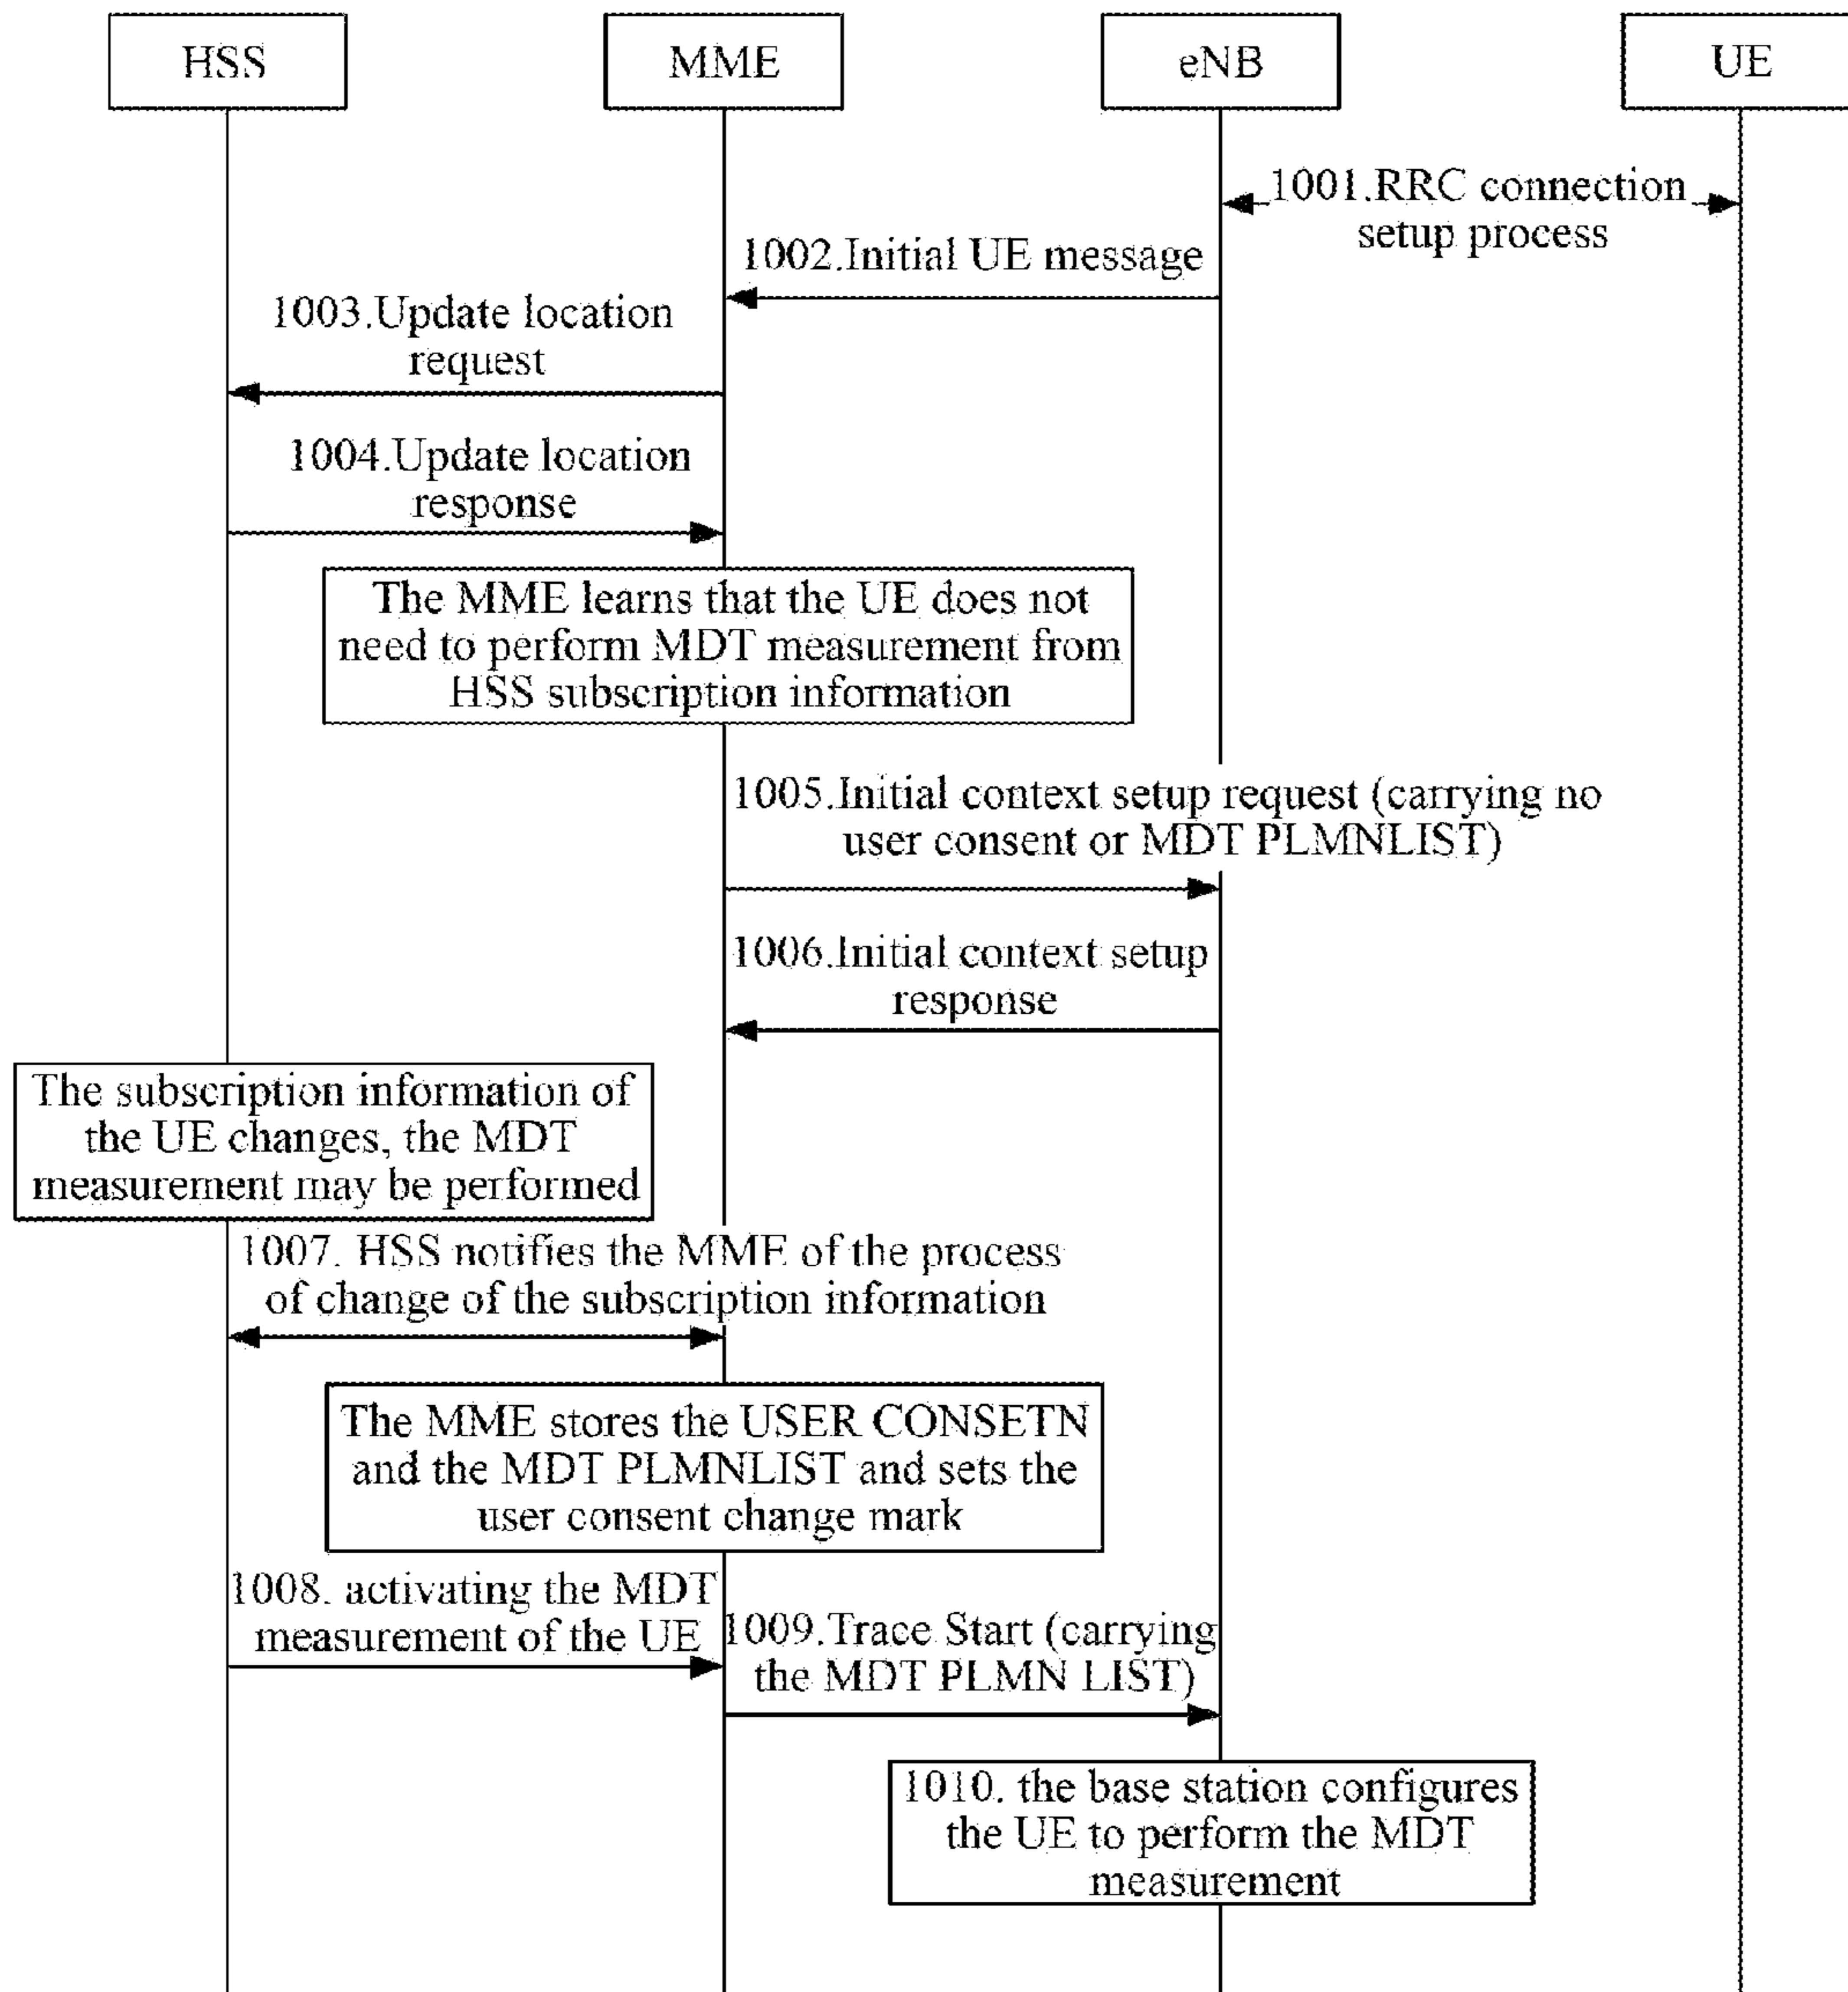 HSS
MME
eNB
UE
1001.RRC connection
setup process
1002.Initial UE message
1003.Update location
request
1004.Update location
response
The MME learns that the UE does not
need to perform MDT measurement from
HSS subscription information
1005.Initial context setup request (carrying no
user consent or MDT PLMNLIST)
1006.Initial context setup
response
The subscription information of
the UE changes, the MDT
measurement may be performed
1007. HSS notifies the MME of the process
of change of the subscription information
The MME stores the USER CONSETN
and the MDT PLMNLIST and sets the
user consent change mark
1008. activating the MDT
measurement of the UE
1009.Trace Start (carrying
the MDT PLMN LIST)
1010. the base station configures
the UE to perform the MDT
measurement